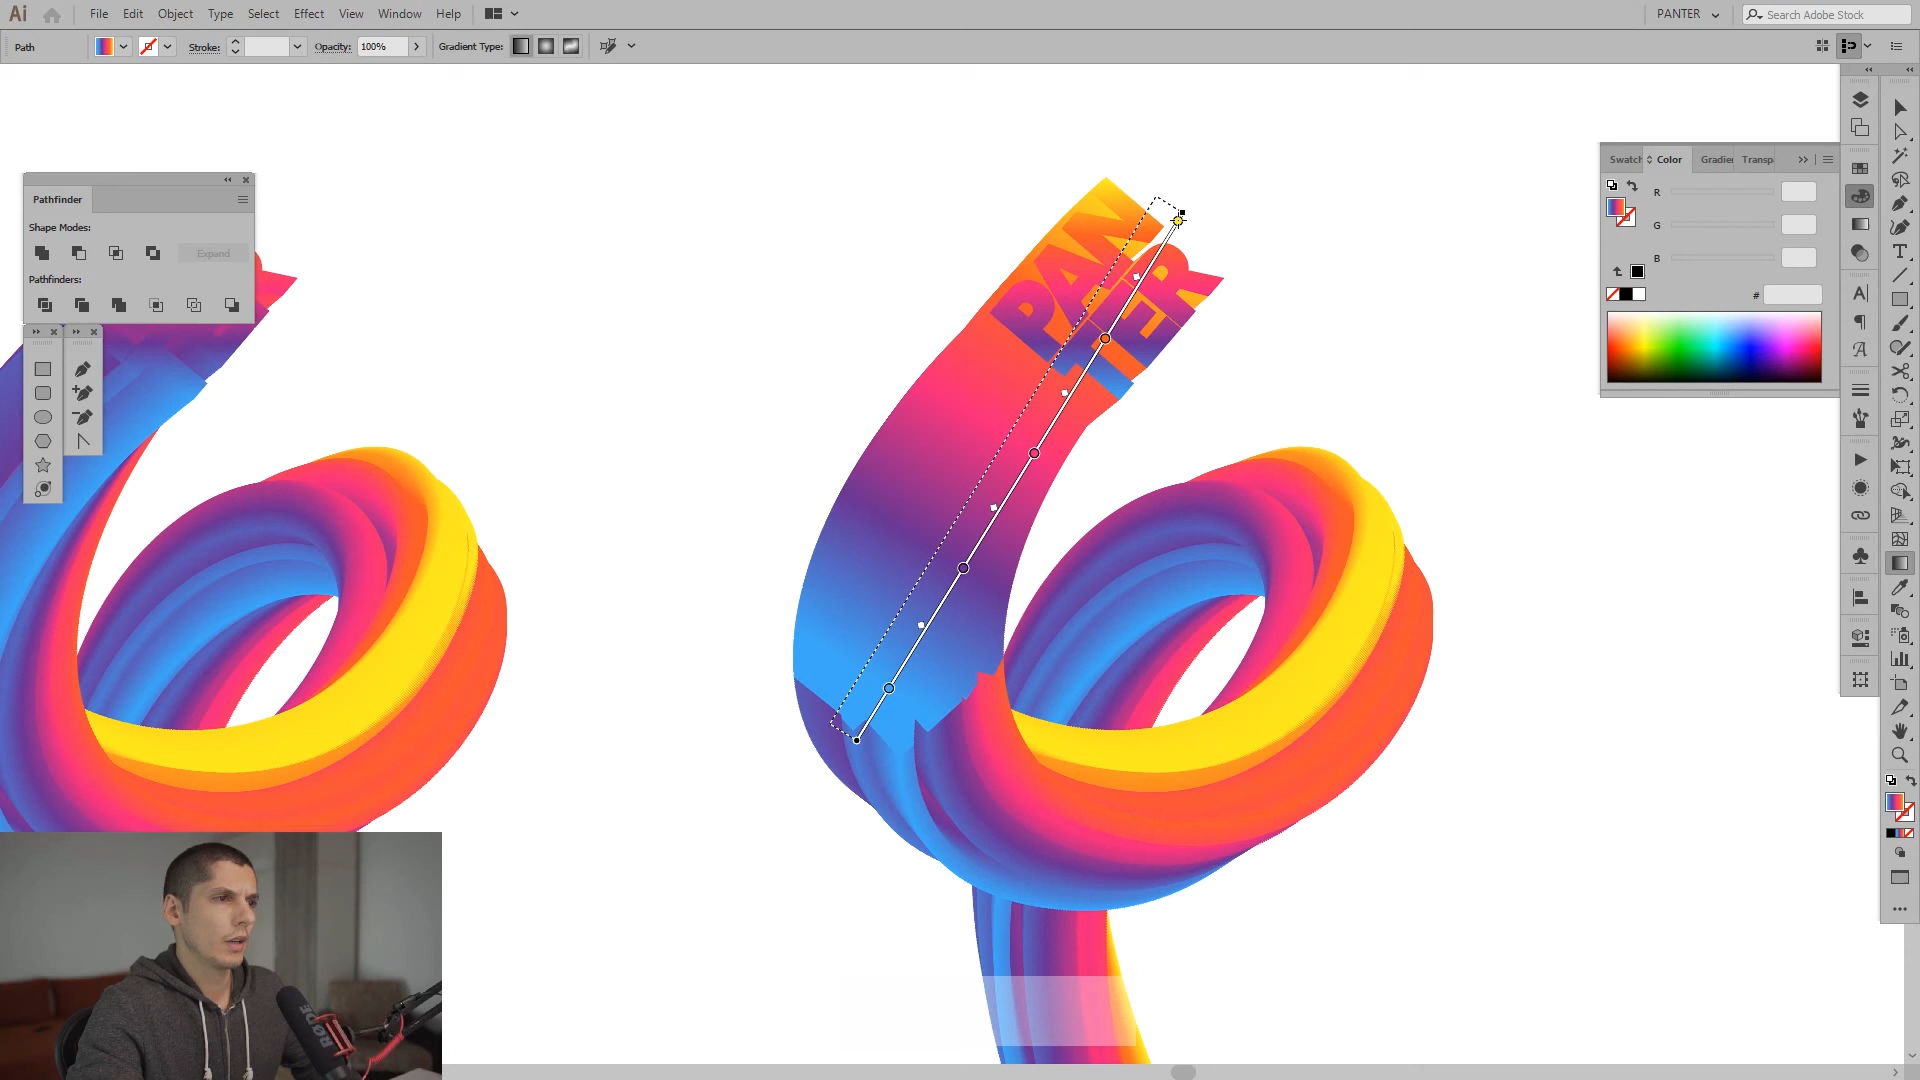 Ai File Edit Object Type Select Effect View Window Help PANTER Search Adobe Stock
Path Stroke: Opacity: 100% Gradient Type:
Pathfinder
Shape Modes:
Expand
Pathfinders:
Swatch Color Gradie Transp
R
G
B
#
PAN
TER
RØDE